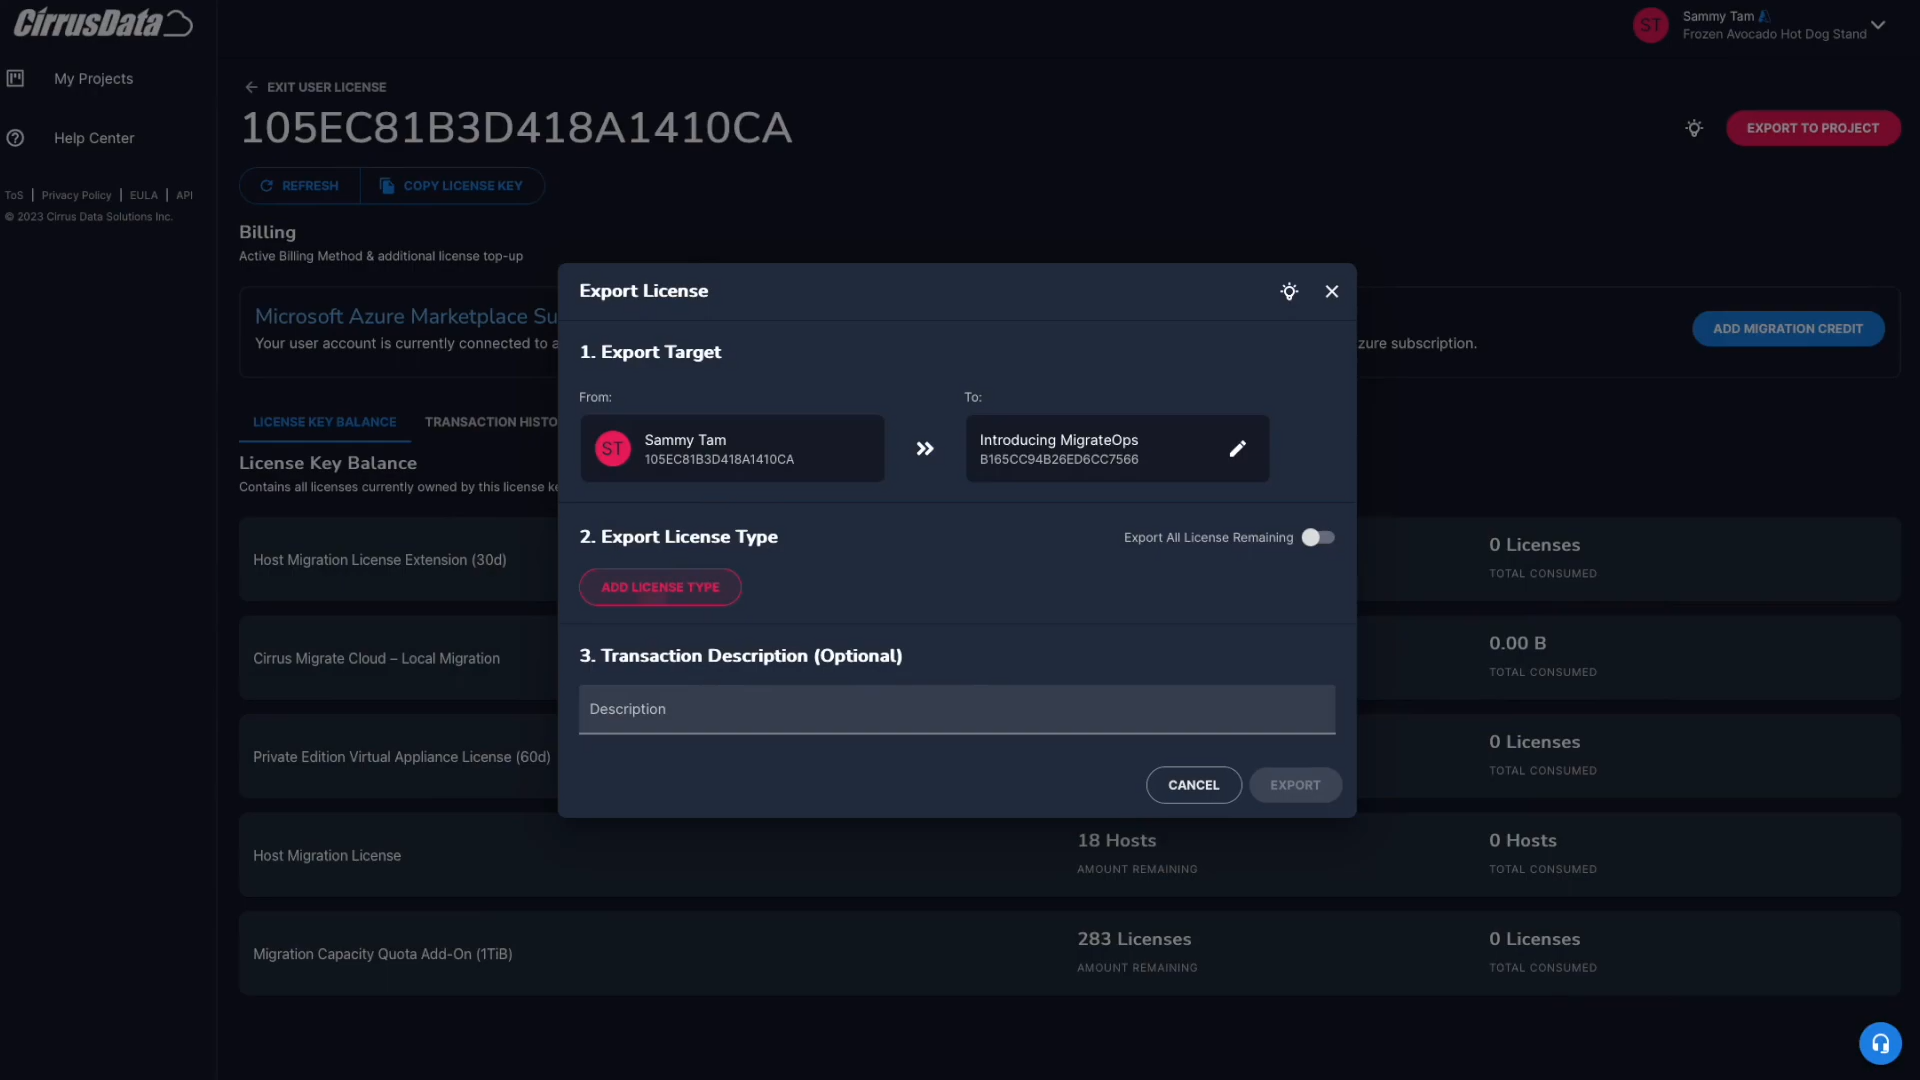 CirrusData
ST
Sammy Tam
Frozen Avocado Hot Dog Stand
My Projects
Help Center
ToS | Privacy Policy | EULA | API
© 2023 Cirrus Data Solutions Inc.
EXIT USER LICENSE
105EC81B3D418A1410CA
EXPORT TO PROJECT
REFRESH
COPY LICENSE KEY
Billing
Active Billing Method & additional license top-up
Microsoft Azure Marketplace Su
Your user account is currently connected to a
zure subscription.
ADD MIGRATION CREDIT
LICENSE KEY BALANCE
TRANSACTION HISTO
License Key Balance
Contains all licenses currently owned by this license ke
Export License
1. Export Target
From:
To:
ST
Sammy Tam
105EC81B3D418A1410CA
Introducing MigrateOps
B165CC94B26ED6CC7566
2. Export License Type
Export All License Remaining
ADD LICENSE TYPE
3. Transaction Description (Optional)
Description
CANCEL
EXPORT
Host Migration License Extension (30d)
0 Licenses
TOTAL CONSUMED
Cirrus Migrate Cloud – Local Migration
0.00 B
TOTAL CONSUMED
Private Edition Virtual Appliance License (60d)
0 Licenses
TOTAL CONSUMED
Host Migration License
18 Hosts
AMOUNT REMAINING
0 Hosts
TOTAL CONSUMED
Migration Capacity Quota Add-On (1TiB)
283 Licenses
AMOUNT REMAINING
0 Licenses
TOTAL CONSUMED